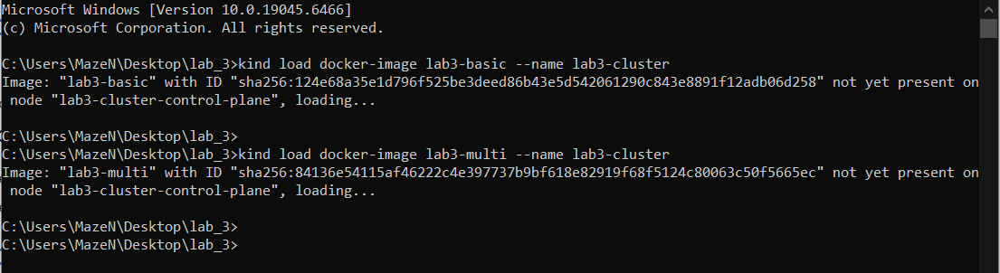 Microsoft Windows [Version 10.0.19045.6466]
(c) Microsoft Corporation. All rights reserved.
C:\Users\MazeN\Desktop\lab_3>kind load docker-image lab3-basic --name lab3-cluster
Image: "lab3-basic" with ID "sha256:124e68a35e1d796f525be3deed86b43e5d542061290c843e8891f12adb06d258" not yet present on
node "lab3-cluster-control-plane", loading...
C:\Users\MazeN\Desktop\lab_3>
C:\Users\MazeN\Desktop\lab_3>kind load docker-image lab3-multi --name lab3-cluster
Image: "lab3-multi" with ID "sha256:84136e54115af46222c4e397737b9bf618e82919f68f5124c80063c50f5665ec" not yet present on
node "lab3-cluster-control-plane", loading...
C:\Users\MazeN\Desktop\lab_3>
C:\Users\MazeN\Desktop\lab_3>